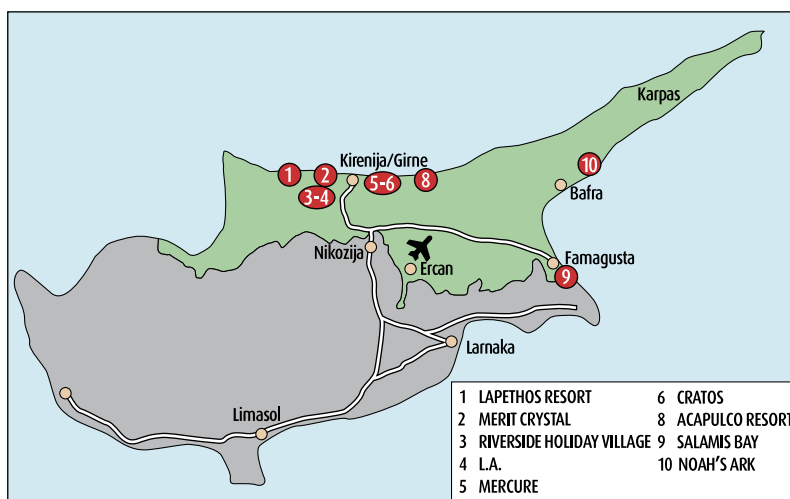 Karpas
Kirenija/Girne
1
2
3-4
5-6
8
10
Bafra
Nikozija
Ercan
Famagusta
9
Larnaka
Limasol
1 LAPETHOS RESORT
2 MERIT CRYSTAL
3 RIVERSIDE HOLIDAY VILLAGE
4 L.A.
5 MERCURE
6 CRATOS
8 ACAPULCO RESORT
9 SALAMIS BAY
10 NOAH'S ARK